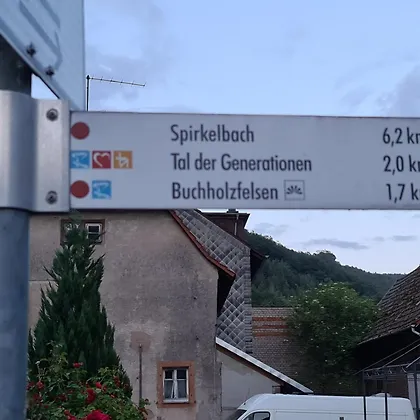 Spirkelbach 6,2 km
Tal der Generationen 2,0 km
Buchholzfelsen 1,7 km